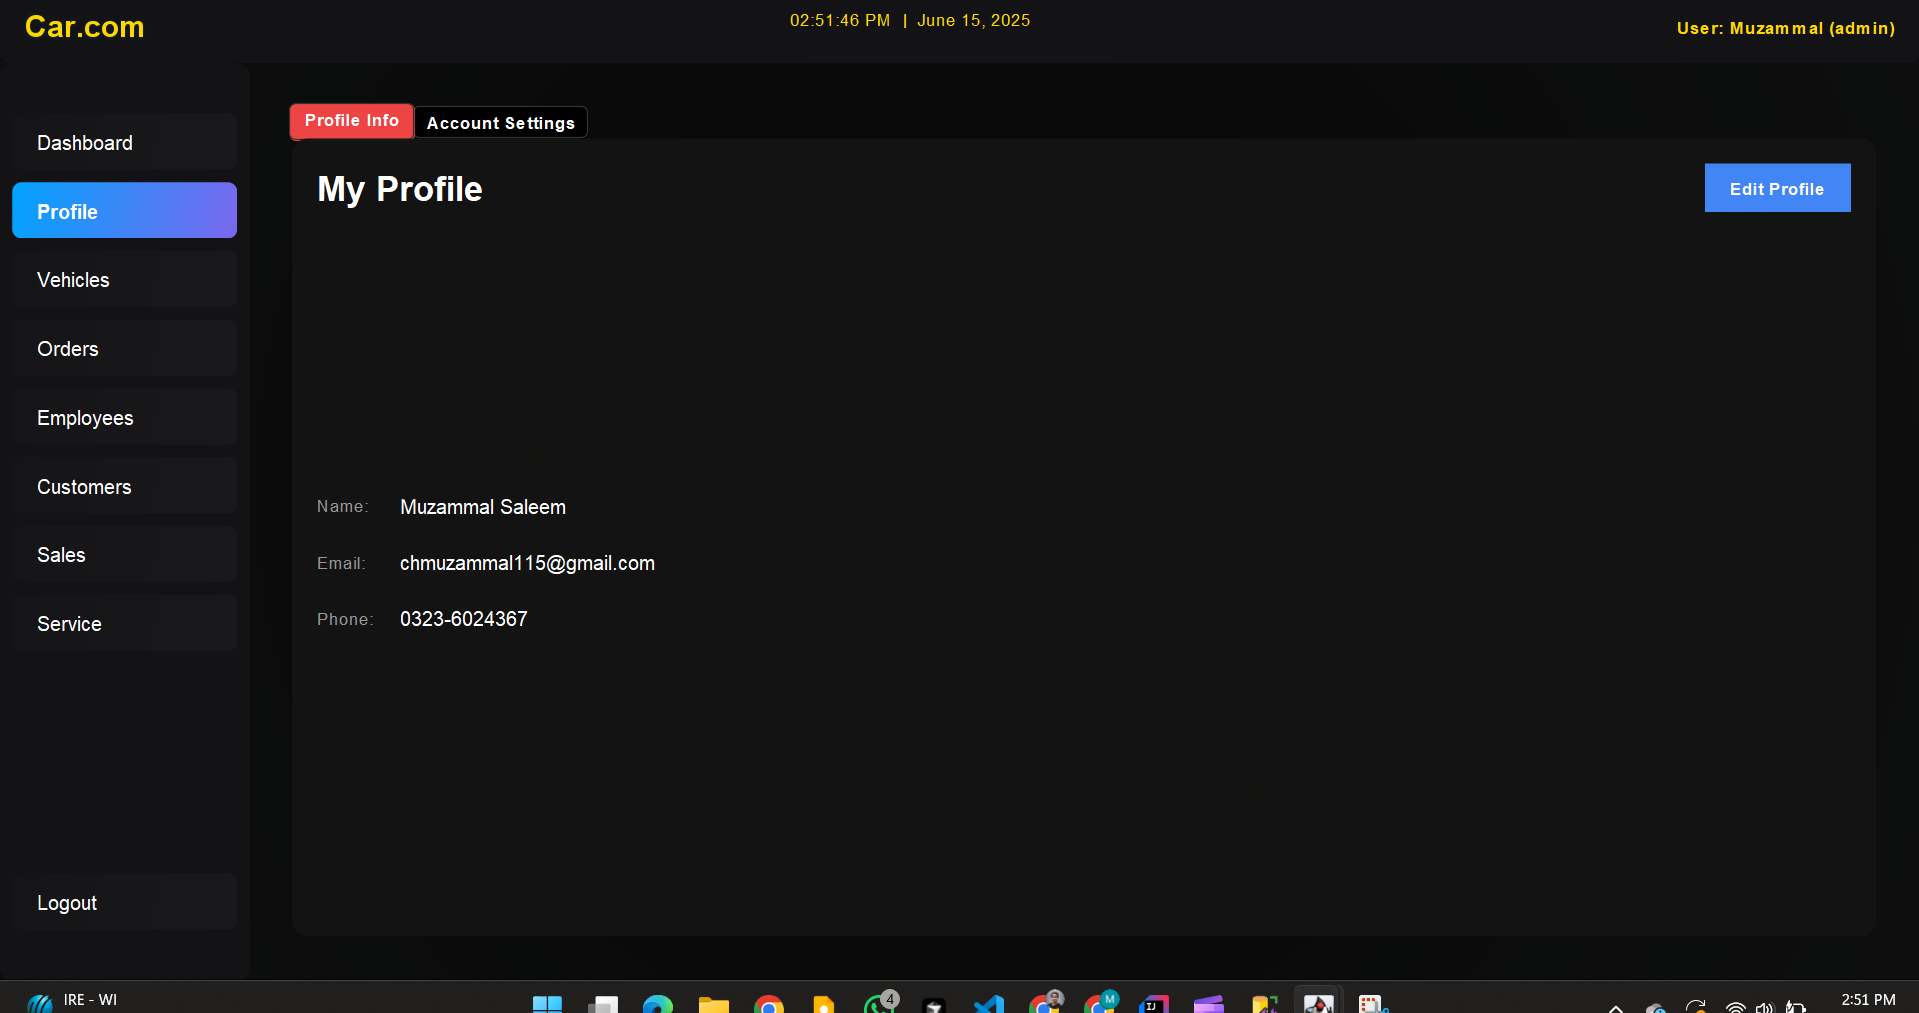 Car.com
02:51:46 PM | June 15, 2025
User: Muzammal (admin)
Dashboard
Profile
Vehicles
Orders
Employees
Customers
Sales
Service
Logout
Profile Info
Account Settings
My Profile
Edit Profile
Name: Muzammal Saleem
Email: chmuzammal115@gmail.com
Phone: 0323-6024367
IRE - WI
4
M
IJ
2:51 PM